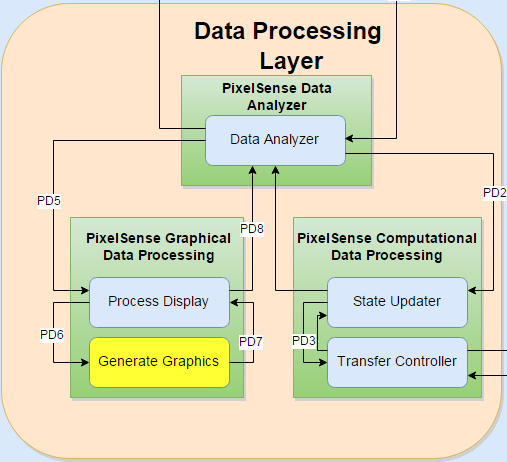 Data Processing
Layer
PixelSense Data
Analyzer
Data Analyzer
PD5
PD8
PD2
PixelSense Graphical
Data Processing
Process Display
PD6
PD7
Generate Graphics
PixelSense Computational
Data Processing
State Updater
PD3
Transfer Controller